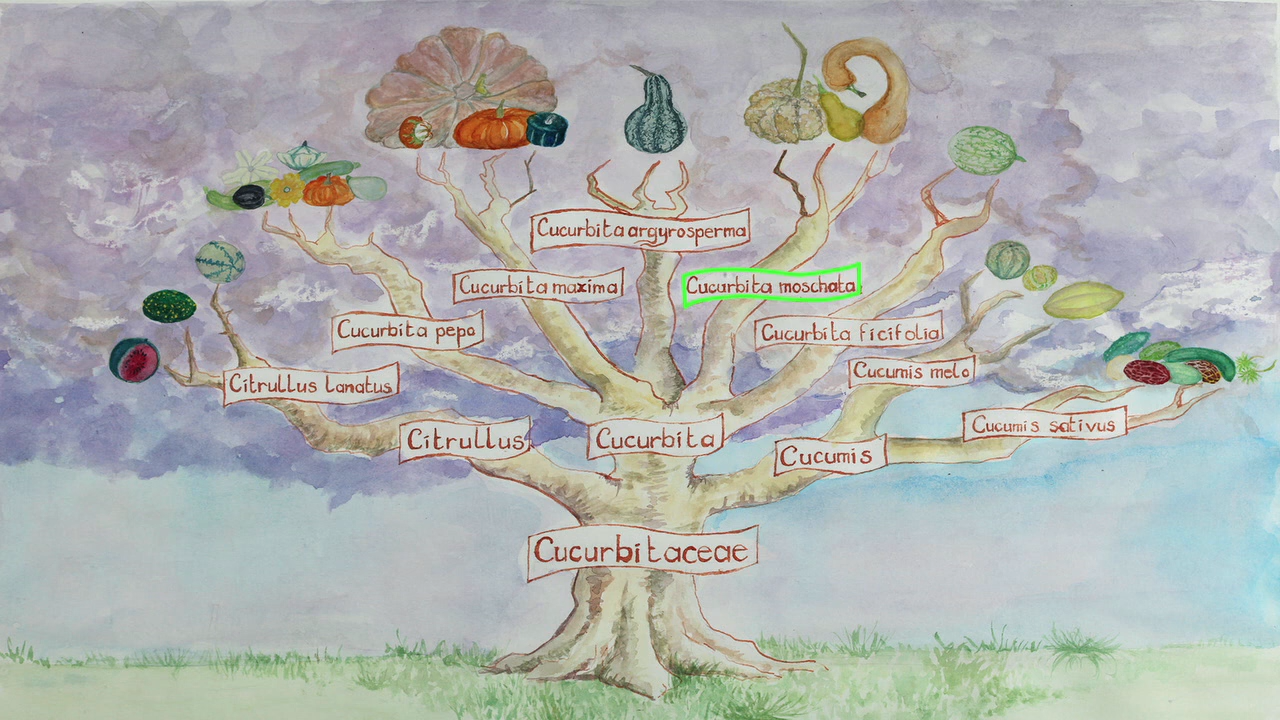 Cucurbita argyrosperma
Cucurbita maxima
Cucurbita moschata
Cucurbita pepo
Cucurbita ficifolia
Citrullus lanatus
Cucumis melo
Cucumis sativus
Citrullus
Cucurbita
Cucumis
Cucurbitaceae